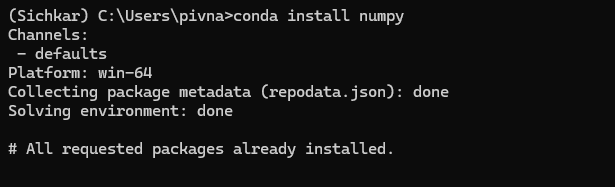 (Sichkar) C:\Users\pivna>conda install numpy
Channels:
 - defaults
Platform: win-64
Collecting package metadata (repodata.json): done
Solving environment: done
# All requested packages already installed.